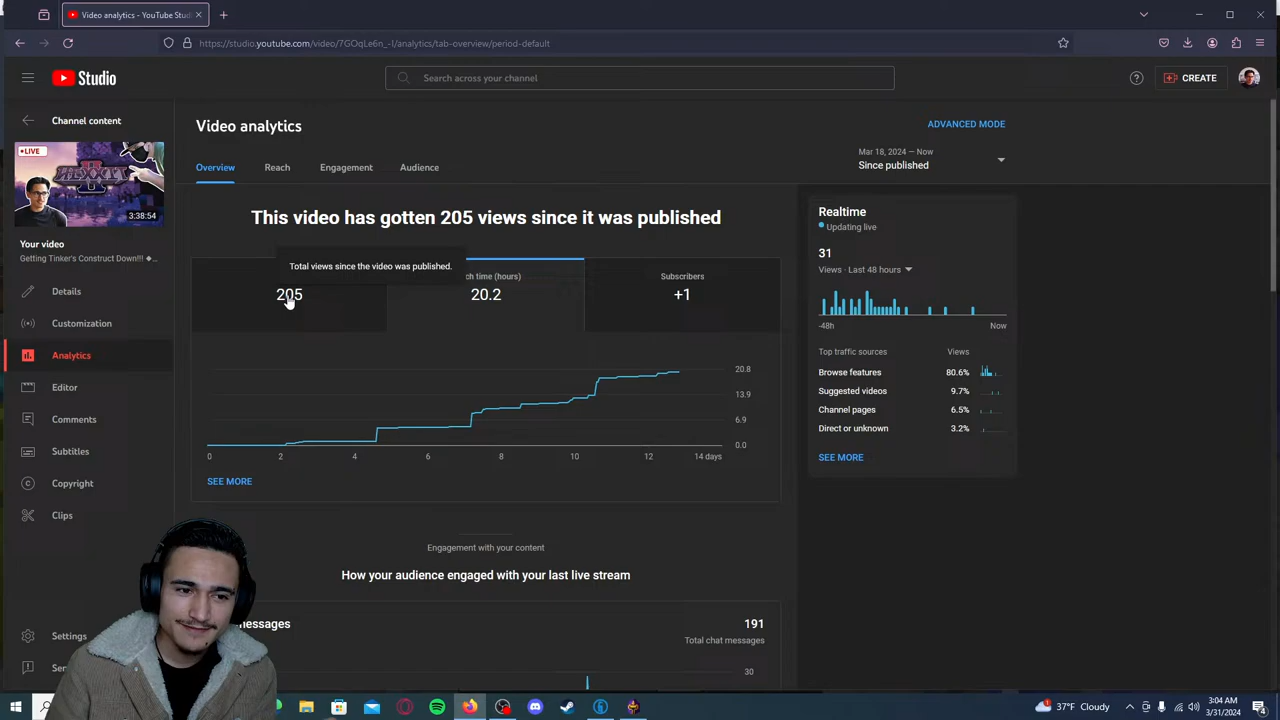 Video analytics - YouTube Stud
https://studio.youtube.com/video/7GOqLe6n_-I/analytics/tab-overview/period-default
Studio
Search across your channel
CREATE
Channel content
LIVE
3:38:54
Your video
Getting Tinker's Construct Down!!! ◆...
Details
Customization
Analytics
Editor
Comments
Subtitles
Copyright
Clips
Settings
Video analytics
ADVANCED MODE
Overview
Reach
Engagement
Audience
Mar 18, 2024 — Now
Since published
This video has gotten 205 views since it was published
Total views since the video was published.
205
time (hours)
20.2
Subscribers
+1
20.8
13.9
6.9
0.0
0 2 4 6 8 10 12 14 days
SEE MORE
Engagement with your content
How your audience engaged with your last live stream
191
Total chat messages
30
Realtime
Updating live
31
Views · Last 48 hours
-48h
Now
Top traffic sources Views
Browse features 80.6%
Suggested videos 9.7%
Channel pages 6.5%
Direct or unknown 3.2%
SEE MORE
37°F Cloudy
3:04 AM
3/31/2024